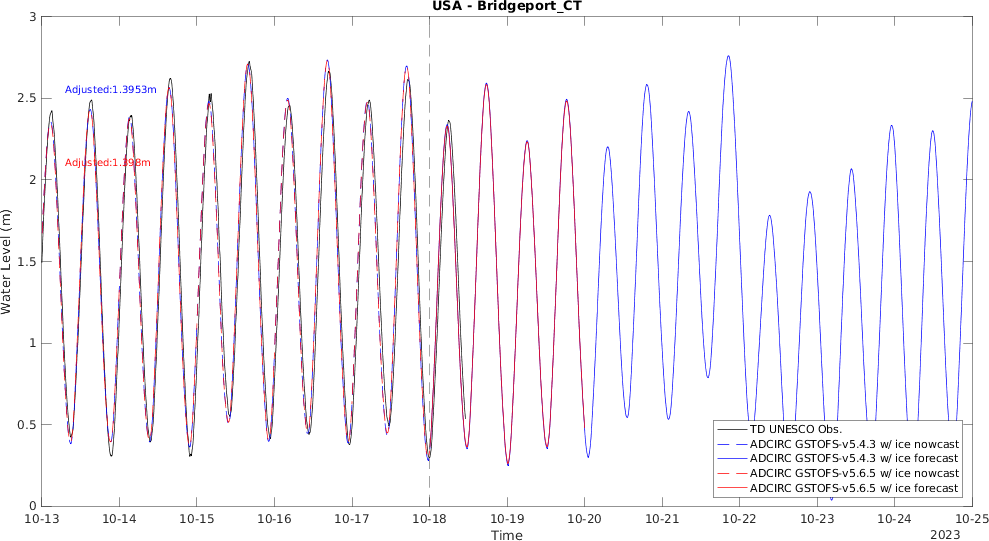 USA - Bridgeport_CT
3
2.5
2
1.5
1
0.5
0
Water Level (m)
Adjusted:1.3953m
Adjusted:1.398m
TD UNESCO Obs.
ADCIRC GSTOFS-v5.4.3 w/ ice nowcast
ADCIRC GSTOFS-v5.4.3 w/ ice forecast
ADCIRC GSTOFS-v5.6.5 w/ ice nowcast
ADCIRC GSTOFS-v5.6.5 w/ ice forecast
10-13 10-14 10-15 10-16 10-17 10-18 10-19 10-20 10-21 10-22 10-23 10-24 10-25
Time
2023